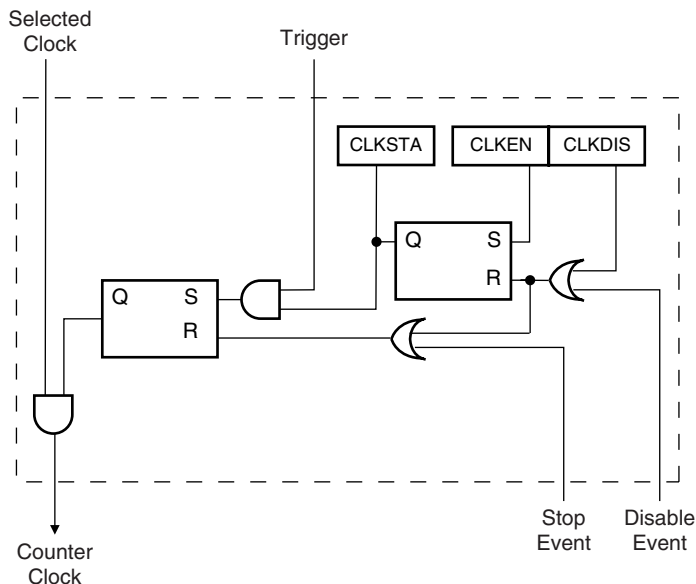 Selected
Clock
Trigger
CLKSTA
CLKEN
CLKDIS
Q
S
R
Q
S
R
Stop
Event
Disable
Event
Counter
Clock